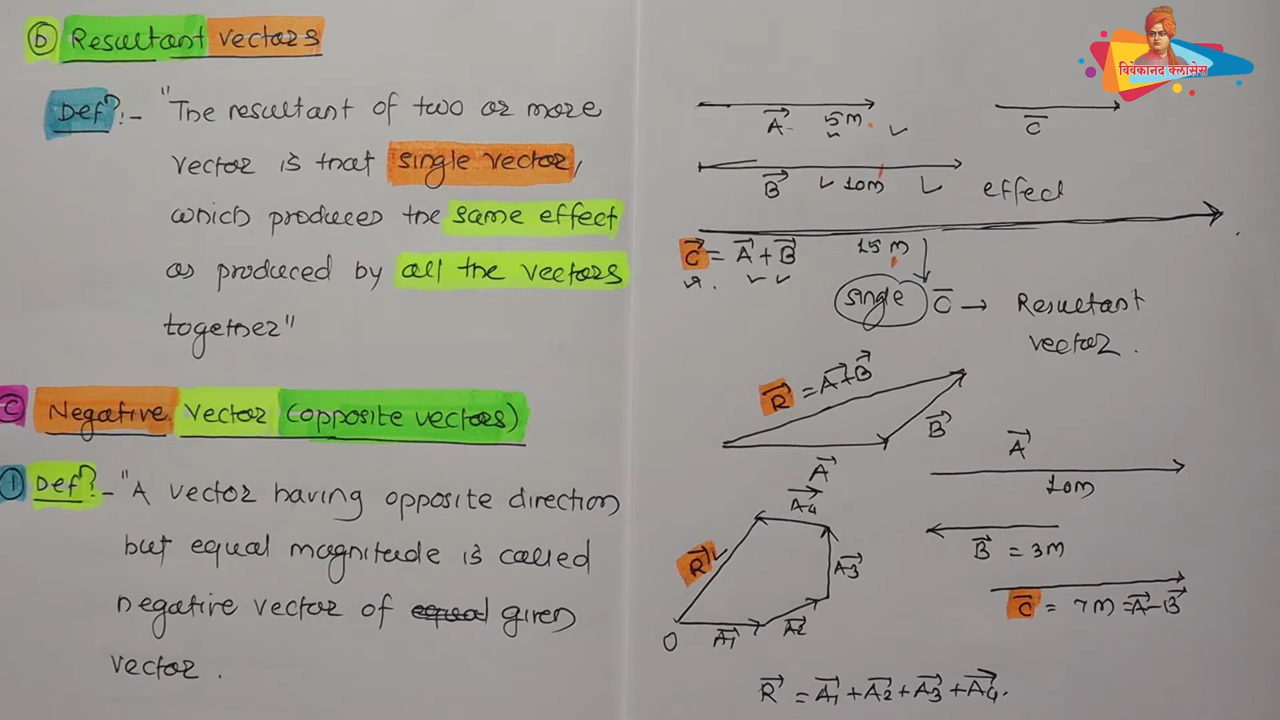 b Resultant vectors
Def?:- "The resultant of two or more
vector is that single vector,
which produces the same effect
as produced by all the vectors
together"
C Negative vector (opposite vectors)
1 Def?- "A vector having opposite direction
but equal magnitude is called
negative vector of equal given
vector.
विवेकानंद क्लासेस
A 5m
C
B 10m effect
C = A + B 15 m
single C → Resultant
vector.
R = A+B
B
A
A
10m
B = 3m
C = 7m = A - B
A4
R
A3
O A1 A2
R = A1 + A2 + A3 + A4.